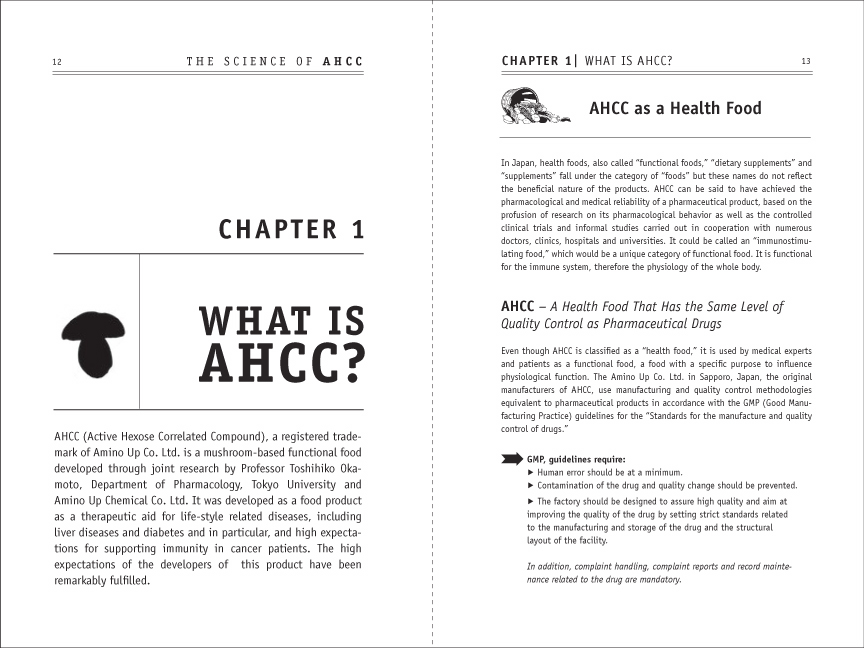 12
THE SCIENCE OF AHCC
CHAPTER 1
WHAT IS
AHCC?
AHCC (Active Hexose Correlated Compound), a registered trade-
mark of Amino Up Co. Ltd. is a mushroom-based functional food
developed through joint research by Professor Toshihiko Oka-
moto, Department of Pharmacology, Tokyo University and
Amino Up Chemical Co. Ltd. It was developed as a food product
as a therapeutic aid for life-style related diseases, including
liver diseases and diabetes and in particular, and high expecta-
tions for supporting immunity in cancer patients. The high
expectations of the developers of this product have been
remarkably fulfilled.
CHAPTER 1| WHAT IS AHCC?
13
AHCC as a Health Food
In Japan, health foods, also called “functional foods,” “dietary supplements” and
“supplements” fall under the category of “foods” but these names do not reflect
the beneficial nature of the products. AHCC can be said to have achieved the
pharmacological and medical reliability of a pharmaceutical product, based on the
profusion of research on its pharmacological behavior as well as the controlled
clinical trials and informal studies carried out in cooperation with numerous
doctors, clinics, hospitals and universities. It could be called an “immunostimu-
lating food,” which would be a unique category of functional food. It is functional
for the immune system, therefore the physiology of the whole body.
AHCC – A Health Food That Has the Same Level of
Quality Control as Pharmaceutical Drugs
Even though AHCC is classified as a “health food,” it is used by medical experts
and patients as a functional food, a food with a specific purpose to influence
physiological function. The Amino Up Co. Ltd. in Sapporo, Japan, the original
manufacturers of AHCC, use manufacturing and quality control methodologies
equivalent to pharmaceutical products in accordance with the GMP (Good Manu-
facturing Practice) guidelines for the “Standards for the manufacture and quality
control of drugs.”
GMP, guidelines require:
► Human error should be at a minimum.
► Contamination of the drug and quality change should be prevented.
► The factory should be designed to assure high quality and aim at
improving the quality of the drug by setting strict standards related
to the manufacturing and storage of the drug and the structural
layout of the facility.
In addition, complaint handling, complaint reports and record mainte-
nance related to the drug are mandatory.